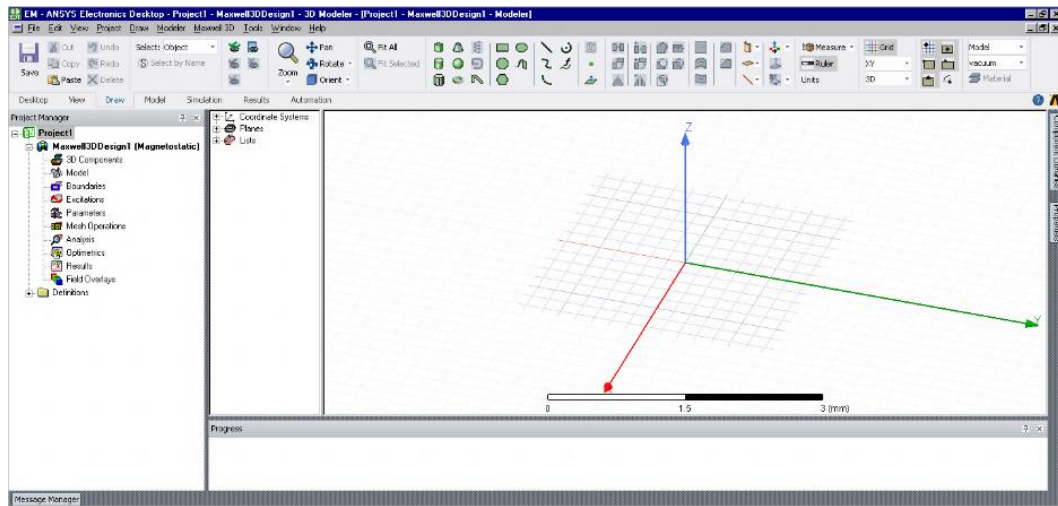 EM - ANSYS Electronics Desktop - Project1 - Maxwell3DDesign1 - 3D Modeler - [Project1 - Maxwell3DDesign1 - Modeler]
File Edit View Project Draw Modeler Maxwell 3D Tools Window Help
Save
Cut Undo Select: Object
Copy Redo Select by Name
Paste Delete
Zoom
Pan
Rotate
Orient
Fit All
Fit Selected
Measure
Ruler
Units
Grid
XY
3D
Model
vacuum
Material
Desktop View Draw Model Simulation Results Automation
Project Manager
Project1
Maxwell3DDesign1 (Magnetostatic)
3D Components
Model
Boundaries
Excitations
Parameters
Mesh Operations
Analysis
Optimetrics
Results
Field Overlays
Definitions
Coordinate Systems
Planes
Lists
Z
Y
0 1.5 3 (mm)
Component Libraries
Properties
Progress
Message Manager